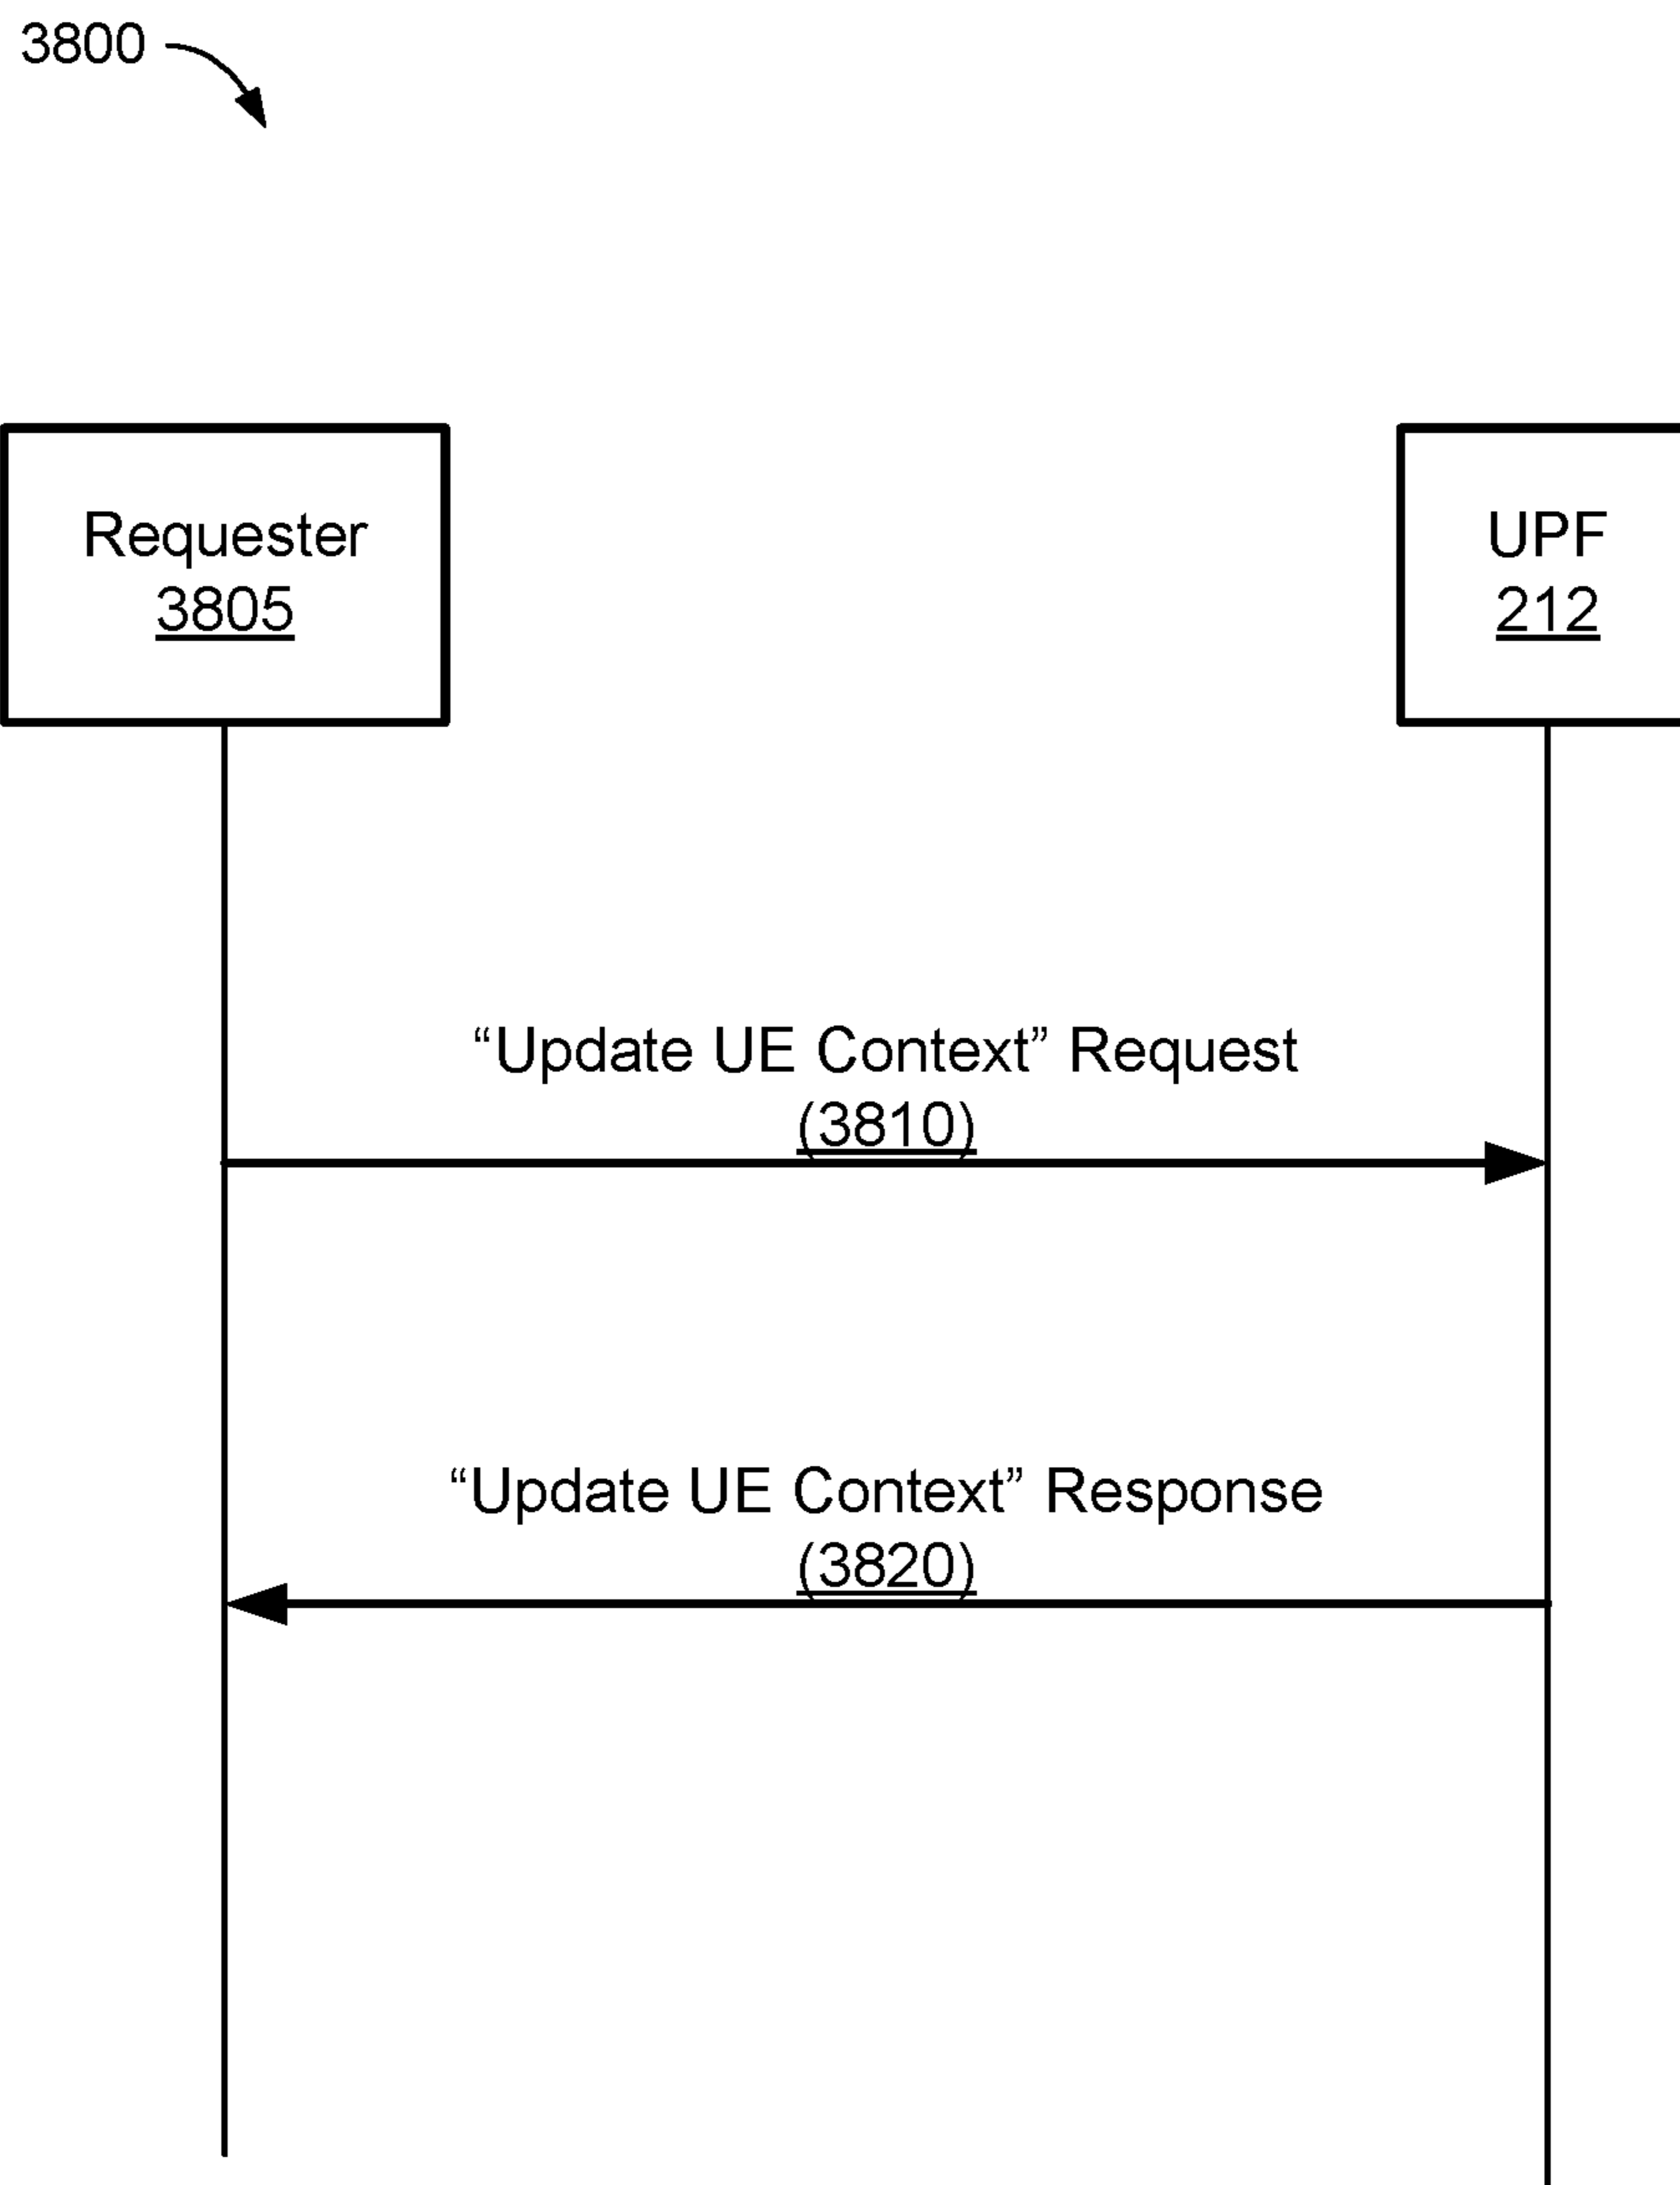 3800
Requester
3805
UPF
212
“Update UE Context” Request
(3810)
“Update UE Context” Response
(3820)